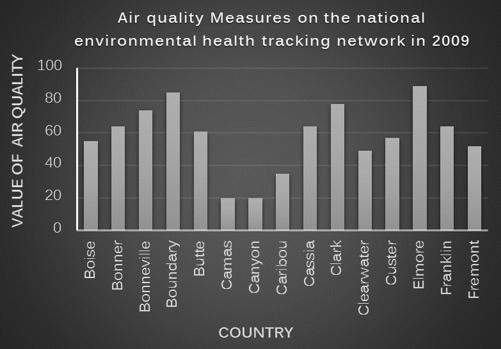 Air quality Measures on the national
environmental health tracking network in 2009
VALUE OF AIR QUALITY
100
80
60
40
20
0
Boise
Bonner
Bonneville
Boundary
Butte
Camas
Canyon
Caribou
Cassia
Clark
Clearwater
Custer
Elmore
Franklin
Fremont
COUNTRY